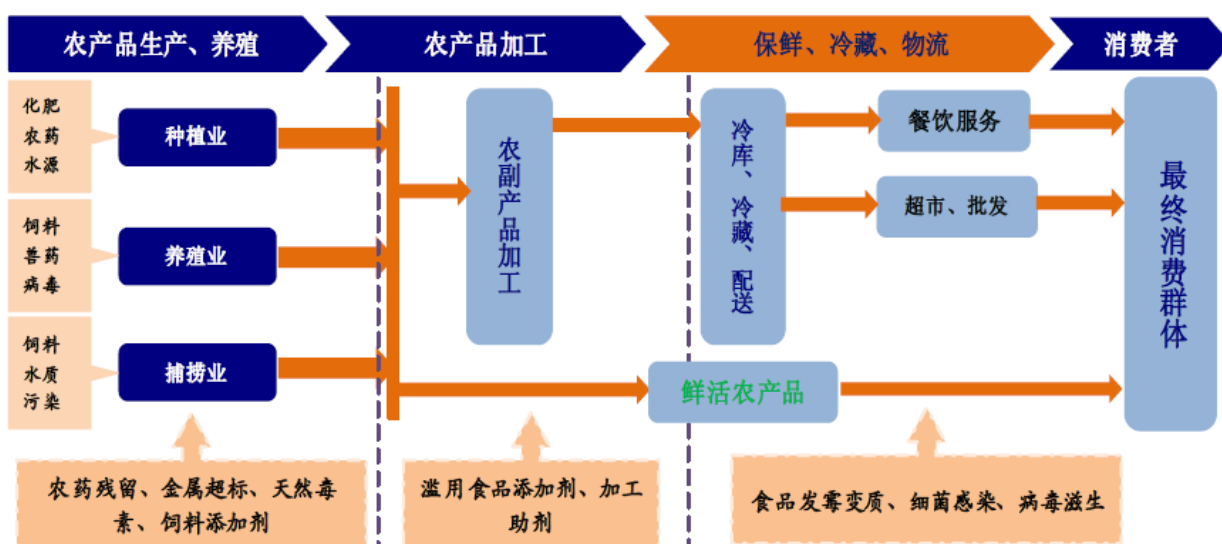 农产品生产、养殖
农产品加工
保鲜、冷藏、物流
消费者
化肥
农药
水源
种植业
饲料
兽药
病毒
养殖业
饲料
水质
污染
捕捞业
农副产品加工
冷库、冷藏、配送
餐饮服务
超市、批发
鲜活农产品
最终消费群体
农药残留、金属超标、天然毒
素、饲料添加剂
滥用食品添加剂、加工
助剂
食品发霉变质、细菌感染、病毒滋生